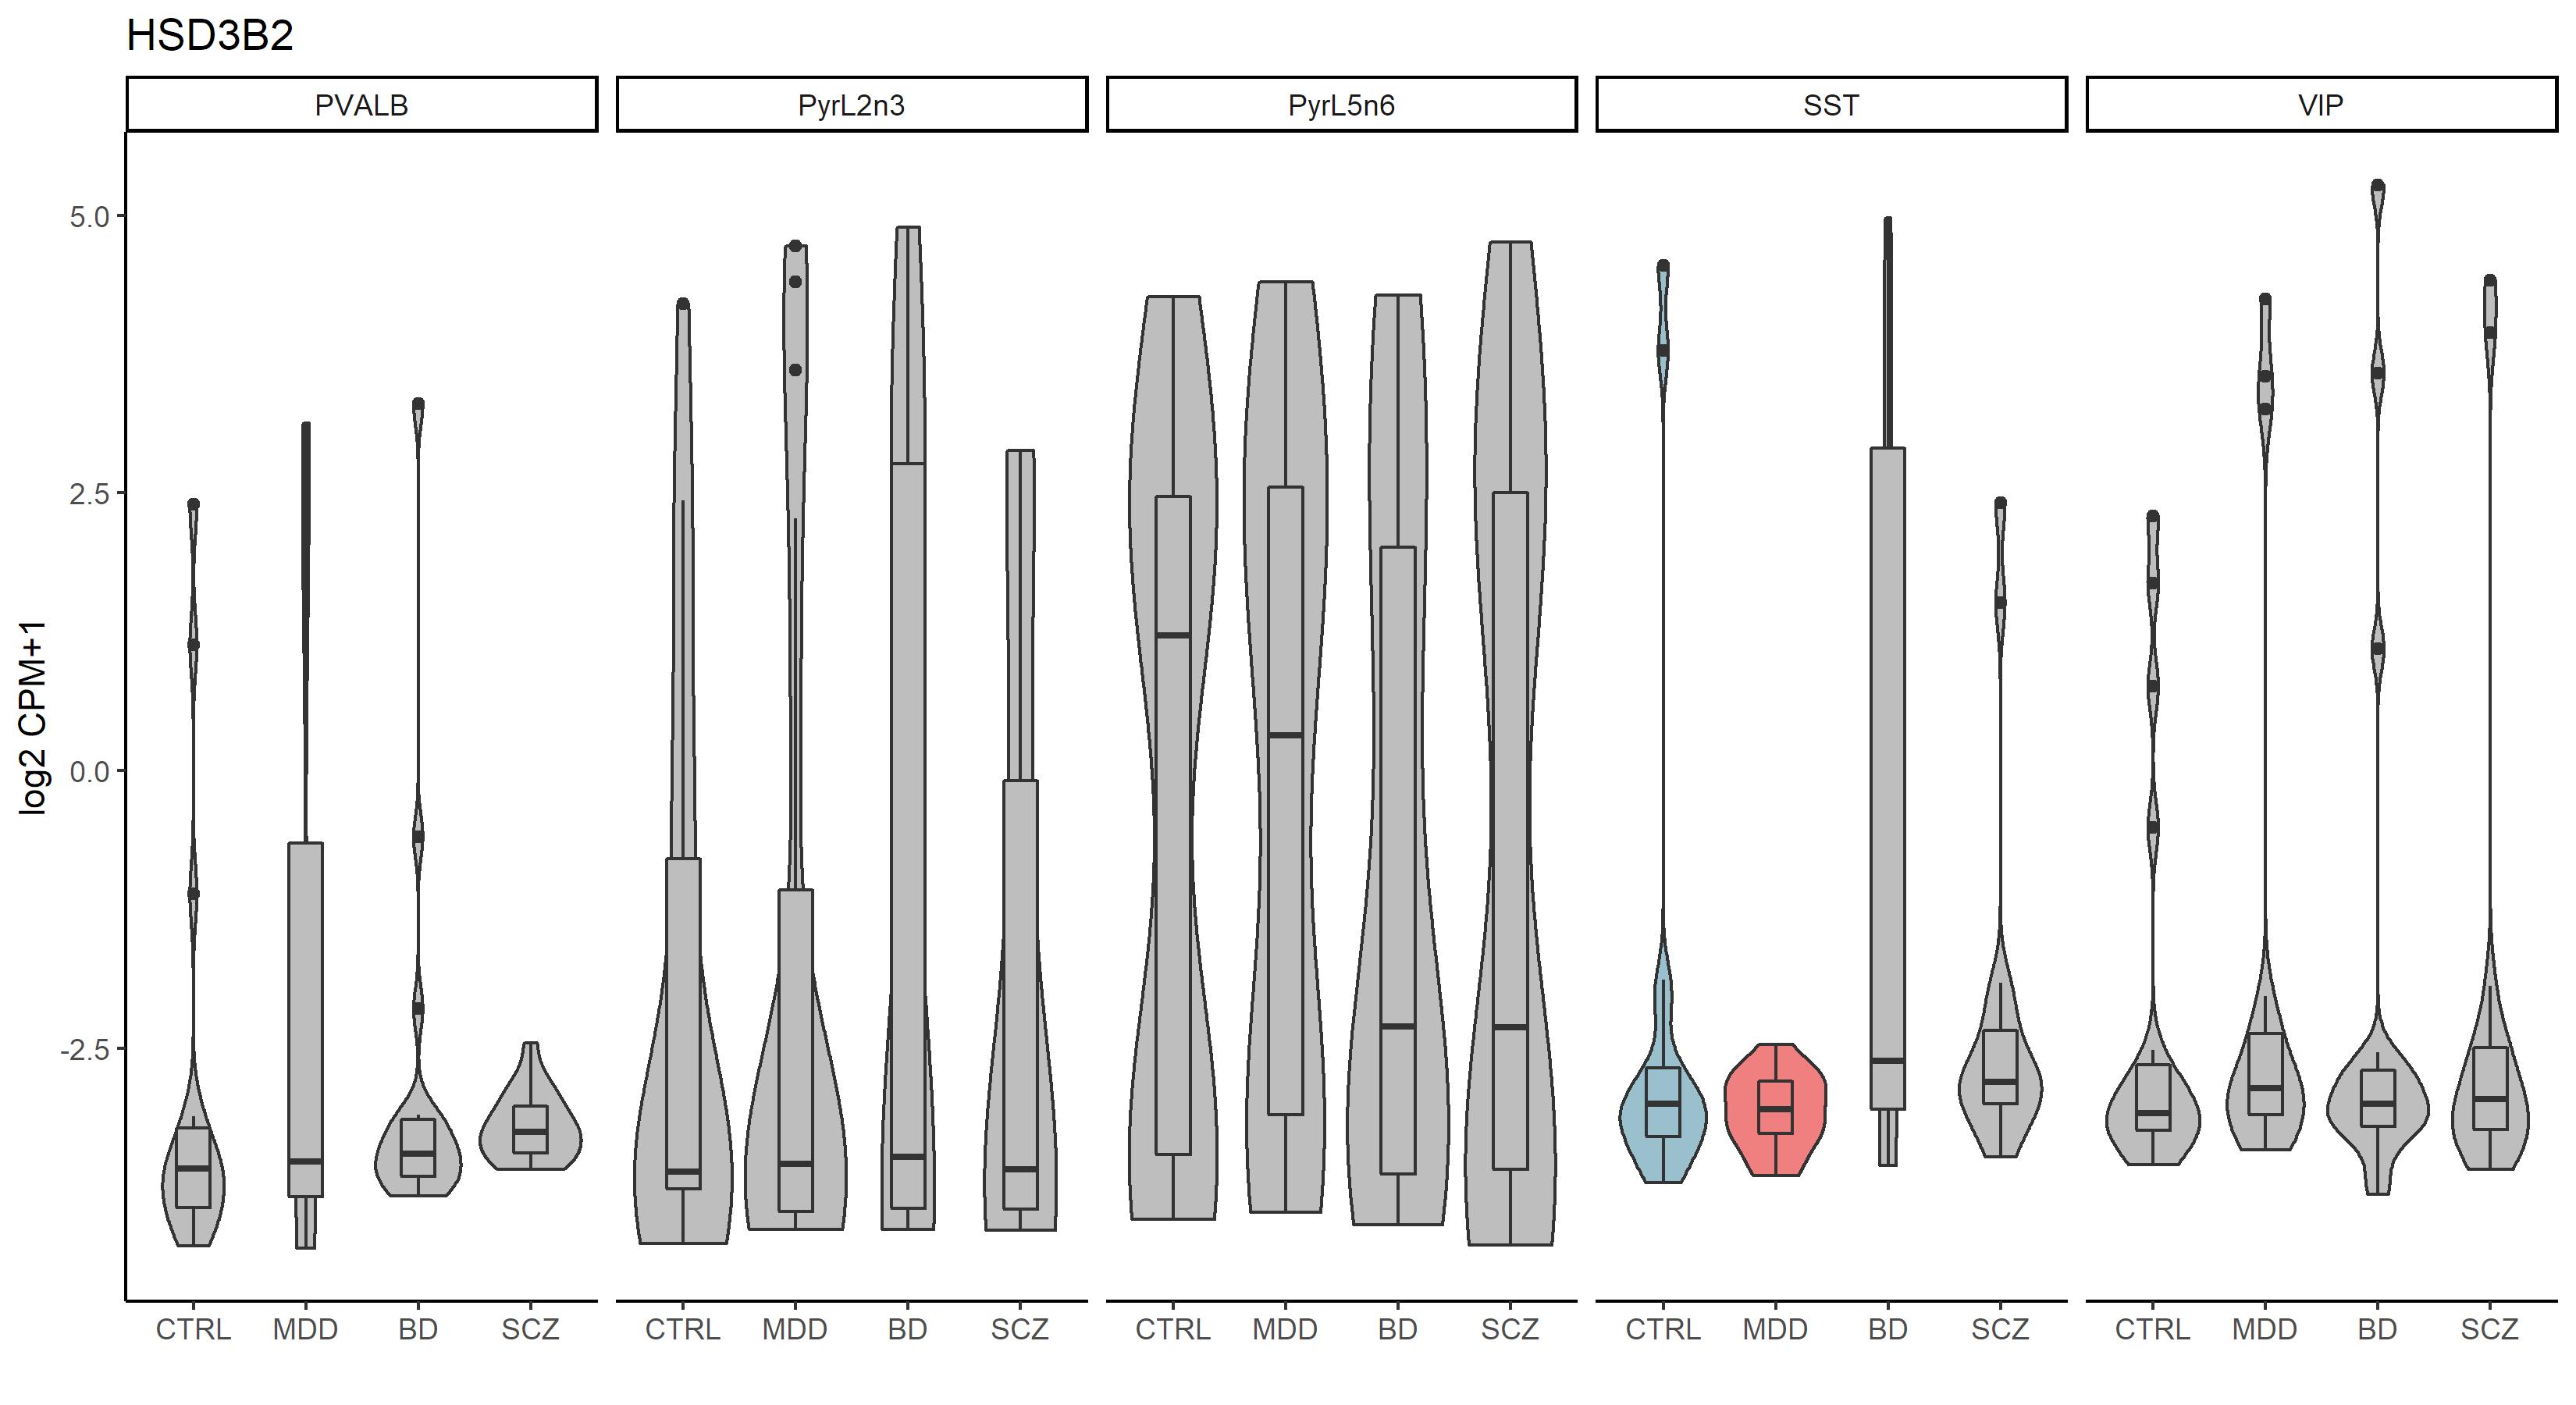 HSD3B2
PVALB PyrL2n3 PyrL5n6 SST VIP
log2 CPM+1
5.0
2.5
0.0
-2.5
CTRL MDD BD SCZ CTRL MDD BD SCZ CTRL MDD BD SCZ CTRL MDD BD SCZ CTRL MDD BD SCZ